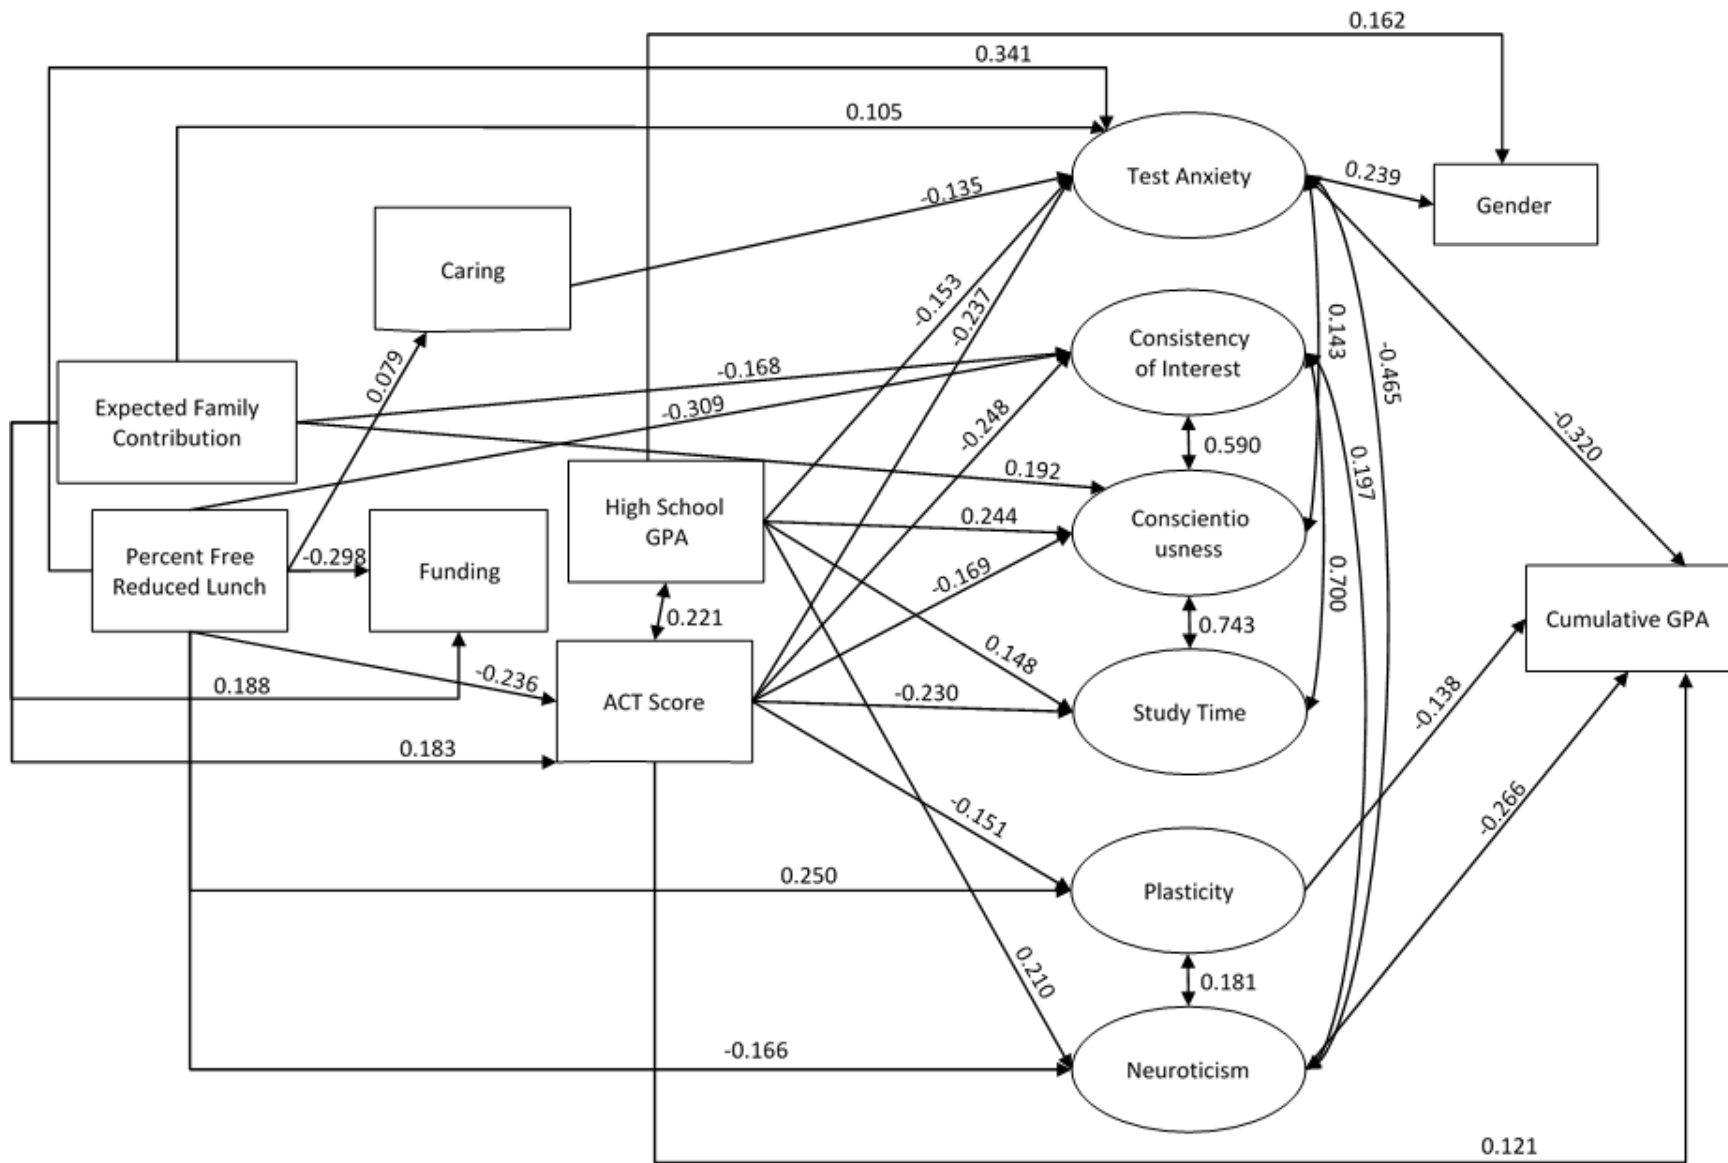 0.162
0.341
0.105
Test Anxiety
0.239
Gender
-0.135
Caring
-0.153
-0.237
0.143
-0.465
Consistency
of Interest
0.079
-0.168
-0.309
-0.248
Expected Family
Contribution
0.590
0.197
-0.320
0.192
High School
GPA
0.244
Conscientio
usness
Percent Free
Reduced Lunch
-0.298
Funding
-0.169
0.700
0.221
0.743
Cumulative GPA
0.148
-0.236
0.188
ACT Score
-0.230
Study Time
-0.138
0.183
-0.151
-0.266
0.250
Plasticity
0.210
0.181
-0.166
Neuroticism
0.121